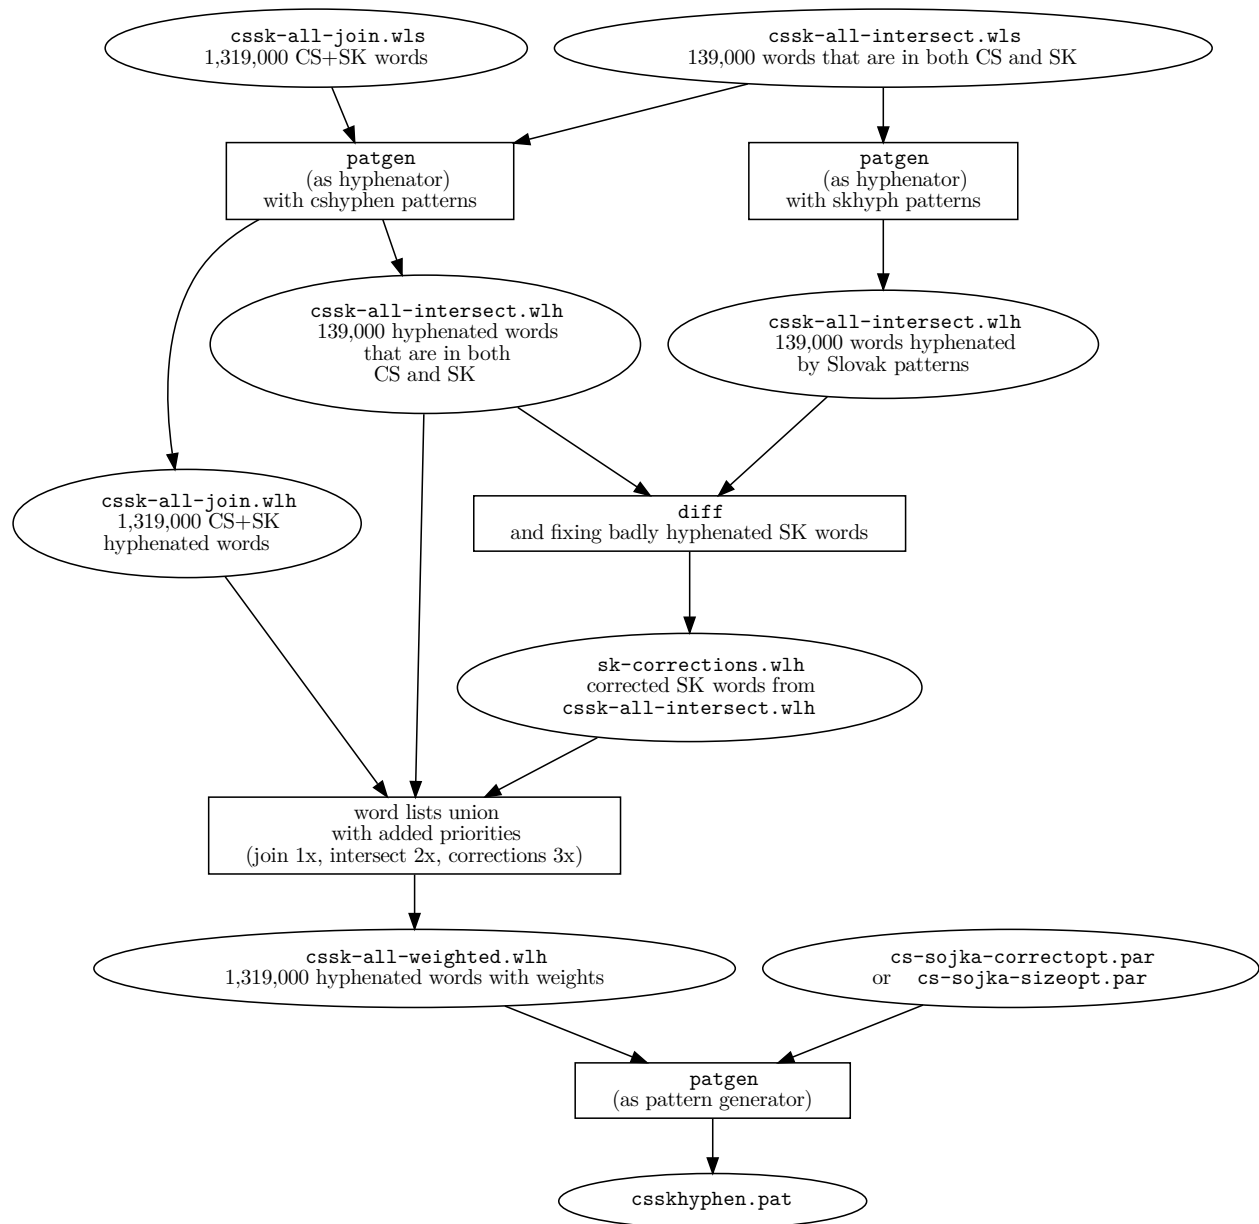 cssk-all-join.wls
1,319,000 CS+SK words
cssk-all-intersect.wls
139,000 words that are in both CS and SK
patgen
(as hyphenator)
with cshyphen patterns
patgen
(as hyphenator)
with skhyph patterns
cssk-all-intersect.wlh
139,000 hyphenated words
that are in both
CS and SK
cssk-all-intersect.wlh
139,000 words hyphenated
by Slovak patterns
cssk-all-join.wlh
1,319,000 CS+SK
hyphenated words
diff
and fixing badly hyphenated SK words
sk-corrections.wlh
corrected SK words from
cssk-all-intersect.wlh
word lists union
with added priorities
(join 1x, intersect 2x, corrections 3x)
cssk-all-weighted.wlh
1,319,000 hyphenated words with weights
cs-sojka-correctopt.par
or cs-sojka-sizeopt.par
patgen
(as pattern generator)
csskhyphen.pat